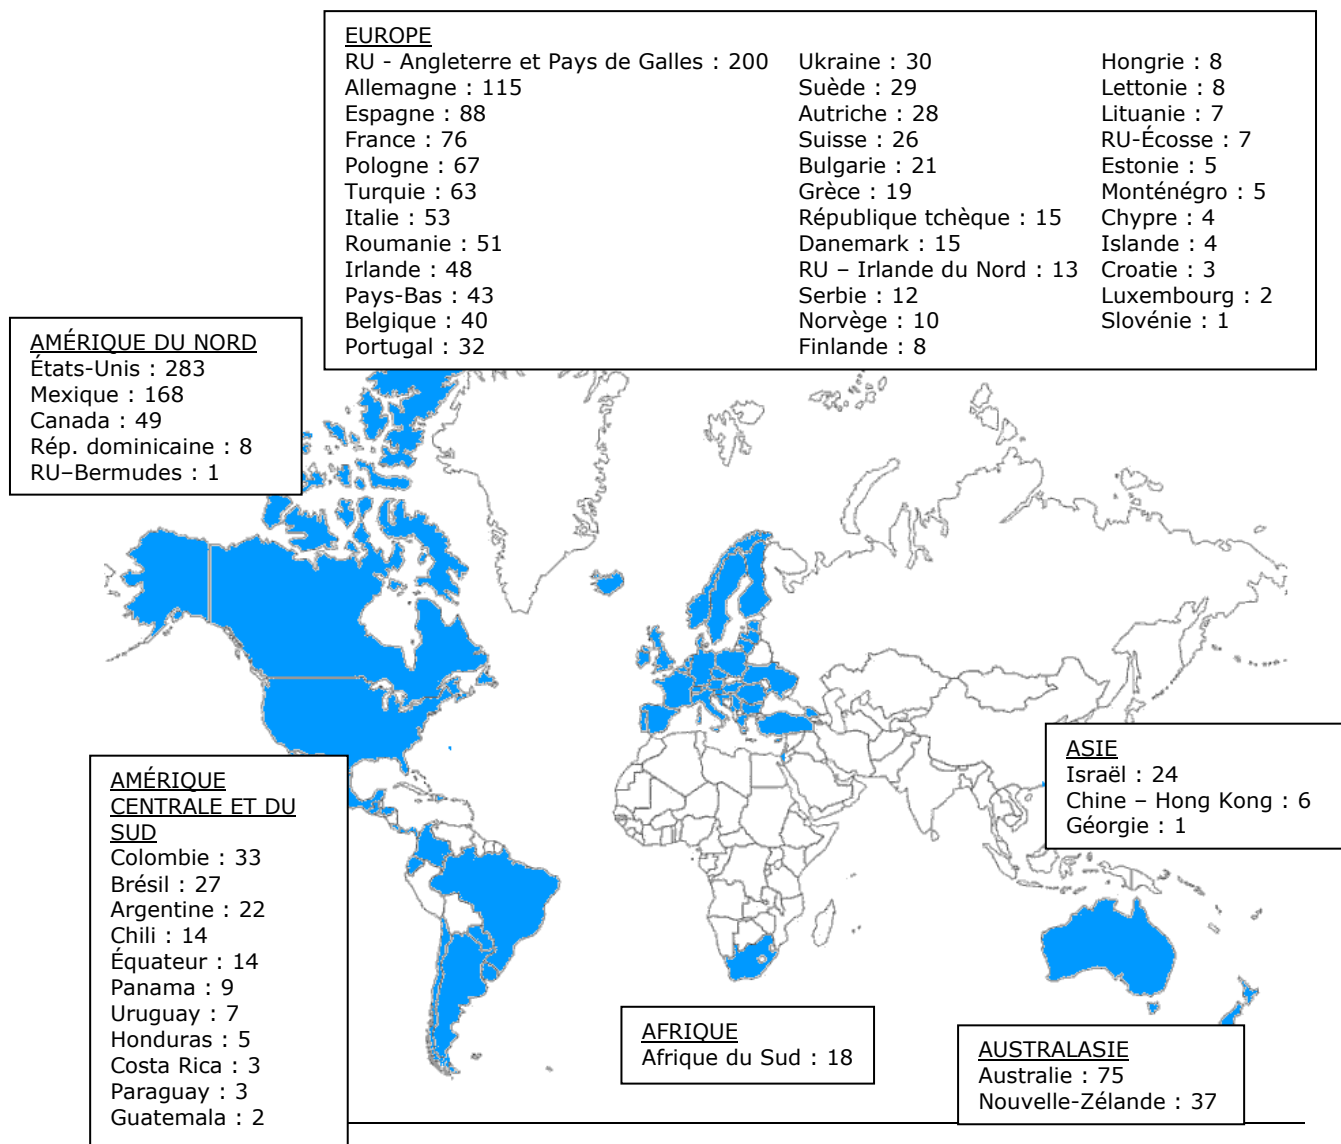 EUROPE
RU - Angleterre et Pays de Galles : 200
Allemagne : 115
Espagne : 88
France : 76
Pologne : 67
Turquie : 63
Italie : 53
Roumanie : 51
Irlande : 48
Pays-Bas : 43
Belgique : 40
Portugal : 32
Ukraine : 30
Suède : 29
Autriche : 28
Suisse : 26
Bulgarie : 21
Grèce : 19
République tchèque : 15
Danemark : 15
RU – Irlande du Nord : 13
Serbie : 12
Norvège : 10
Finlande : 8
Hongrie : 8
Lettonie : 8
Lituanie : 7
RU-Écosse : 7
Estonie : 5
Monténégro : 5
Chypre : 4
Islande : 4
Croatie : 3
Luxembourg : 2
Slovénie : 1
AMÉRIQUE DU NORD
États-Unis : 283
Mexique : 168
Canada : 49
Rép. dominicaine : 8
RU–Bermudes : 1
AMÉRIQUE
CENTRALE ET DU
SUD
Colombie : 33
Brésil : 27
Argentine : 22
Chili : 14
Équateur : 14
Panama : 9
Uruguay : 7
Honduras : 5
Costa Rica : 3
Paraguay : 3
Guatemala : 2
ASIE
Israël : 24
Chine – Hong Kong : 6
Géorgie : 1
AFRIQUE
Afrique du Sud : 18
AUSTRALASIE
Australie : 75
Nouvelle-Zélande : 37